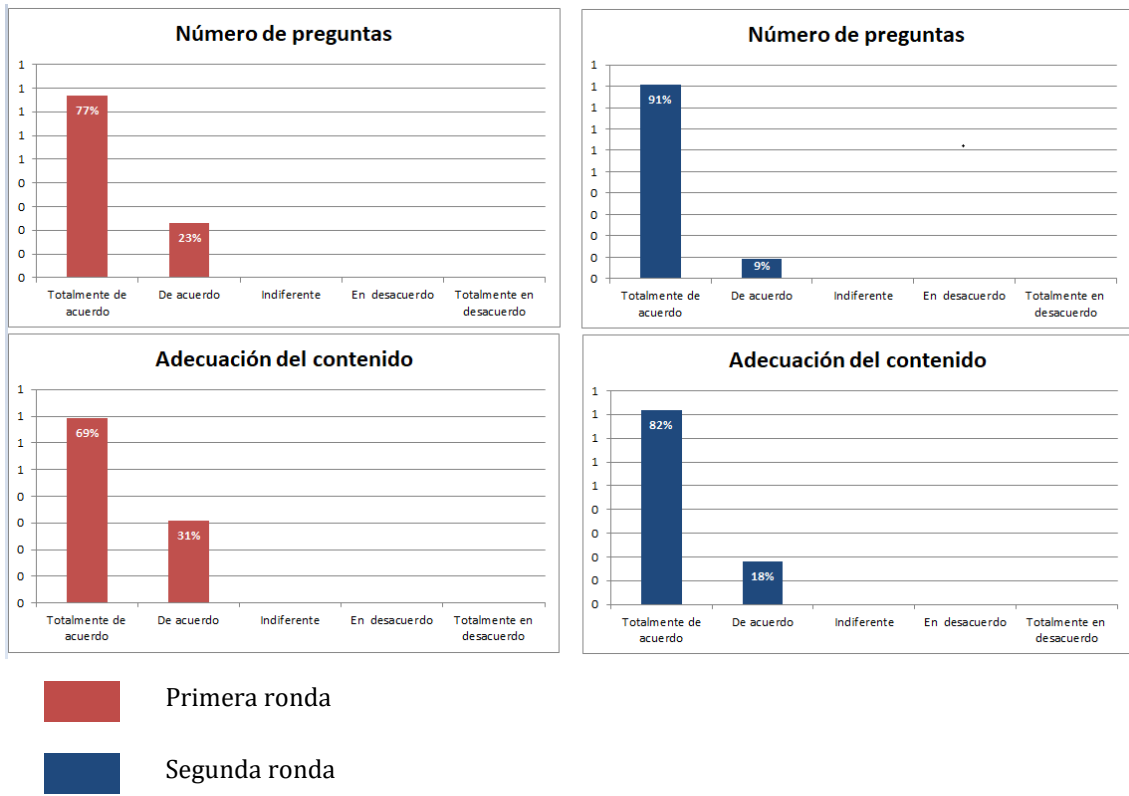 Número de preguntas
1
1
1
1
1
0
0
0
0
0
77%
23%
Totalmente de acuerdo
De acuerdo
Indiferente
En desacuerdo
Totalmente en desacuerdo
Número de preguntas
1
1
1
1
1
1
0
0
0
0
0
91%
9%
Totalmente de acuerdo
De acuerdo
Indiferente
En desacuerdo
Totalmente en desacuerdo
Adecuación del contenido
1
1
1
1
0
0
0
0
0
69%
31%
Totalmente de acuerdo
De acuerdo
Indiferente
En desacuerdo
Totalmente en desacuerdo
Adecuación del contenido
1
1
1
1
1
0
0
0
0
0
82%
18%
Totalmente de acuerdo
De acuerdo
Indiferente
En desacuerdo
Totalmente en desacuerdo
Primera ronda
Segunda ronda